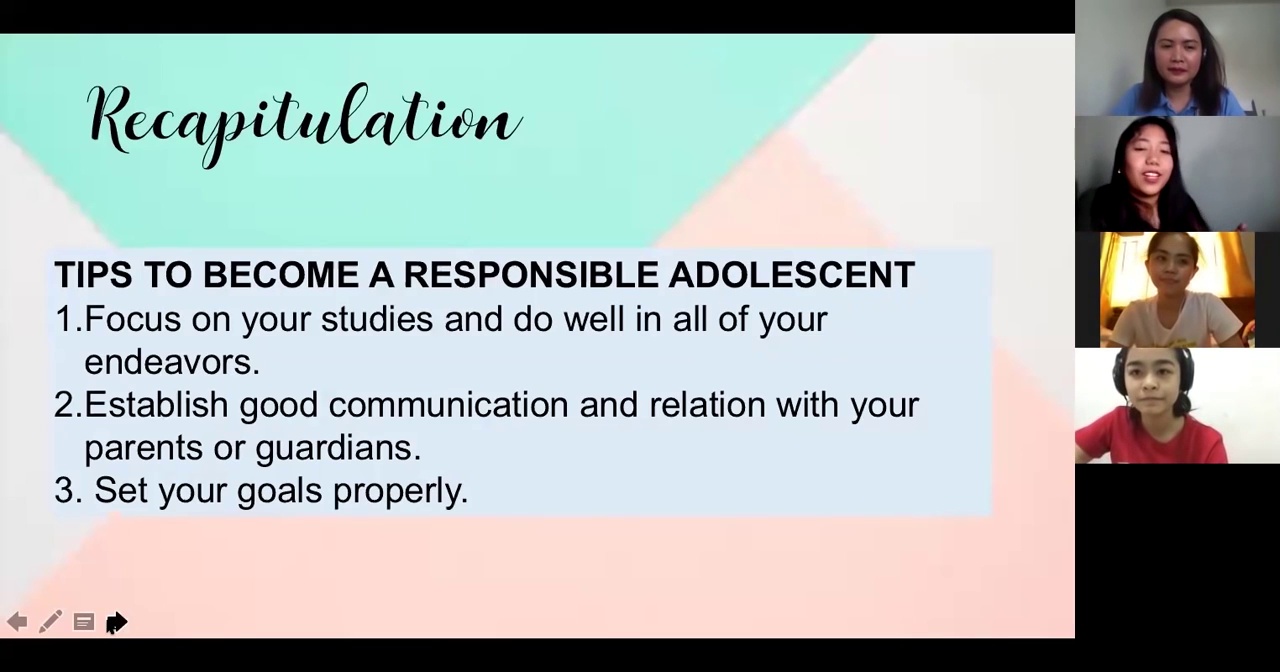 Recapitulation
TIPS TO BECOME A RESPONSIBLE ADOLESCENT
1.Focus on your studies and do well in all of your
endeavors.
2.Establish good communication and relation with your
parents or guardians.
3. Set your goals properly.